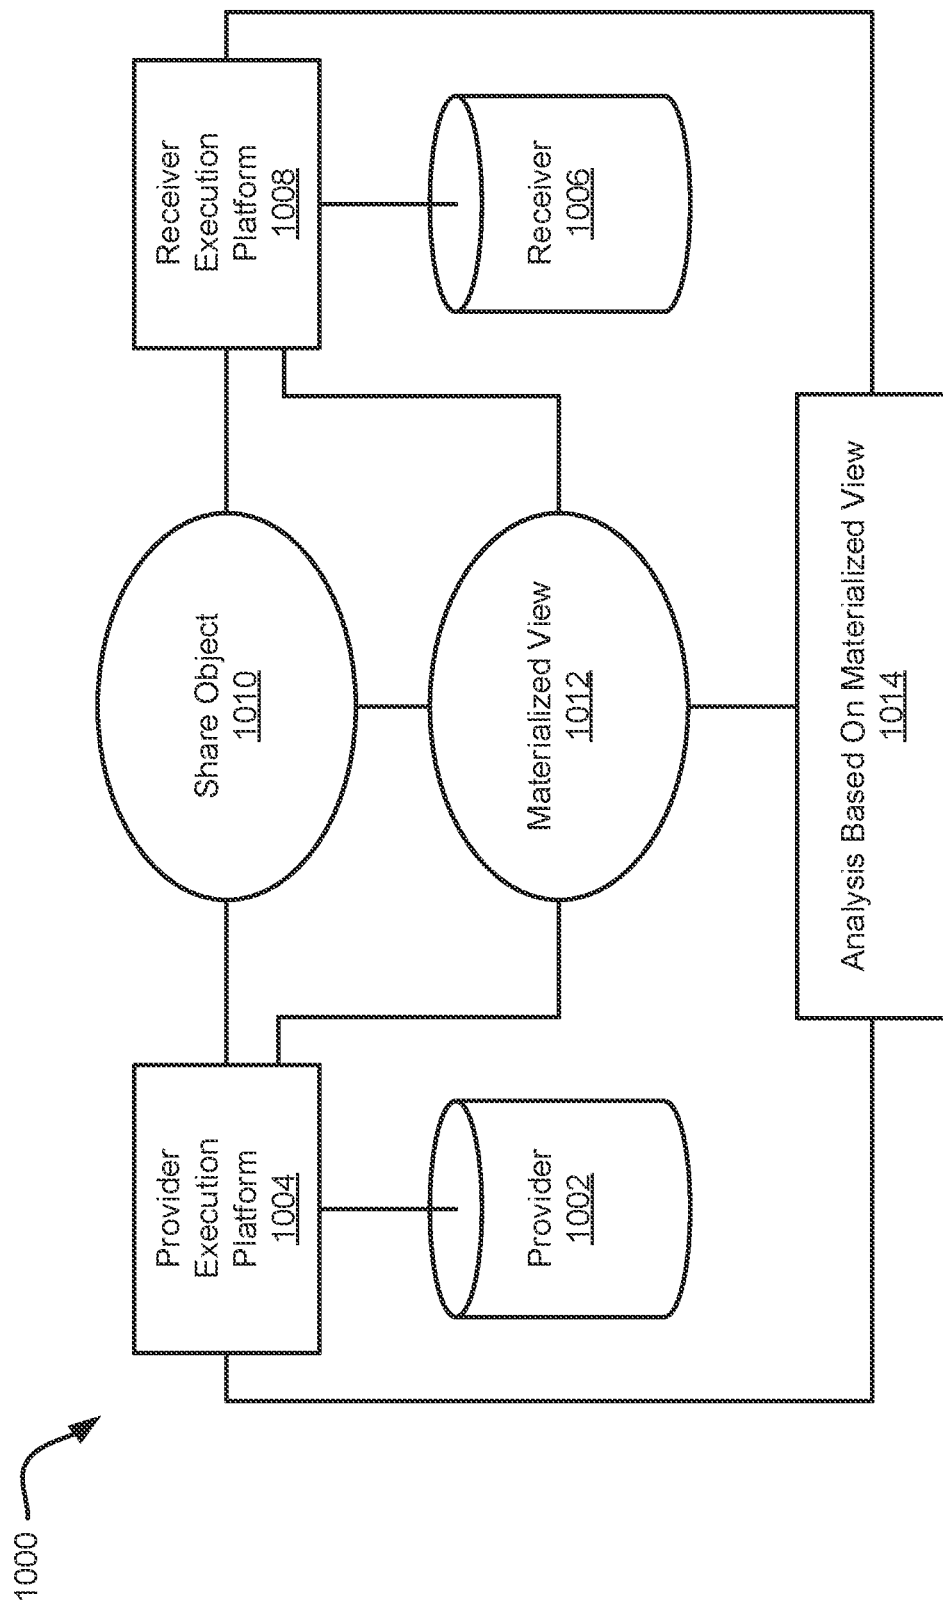 1000
Provider
Execution
Platform
1004
Share Object
1010
Receiver
Execution
Platform
1008
Provider
1002
Materialized View
1012
Receiver
1006
Analysis Based On Materialized View
1014